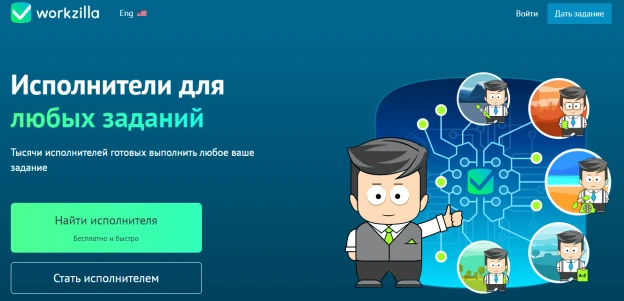 workzilla
Eng
Войти
Дать задание
Исполнители для
любых заданий
Тысячи исполнителей готовых выполнить любое ваше
задание
Найти исполнителя
Бесплатно и быстро
Стать исполнителем
A-Z